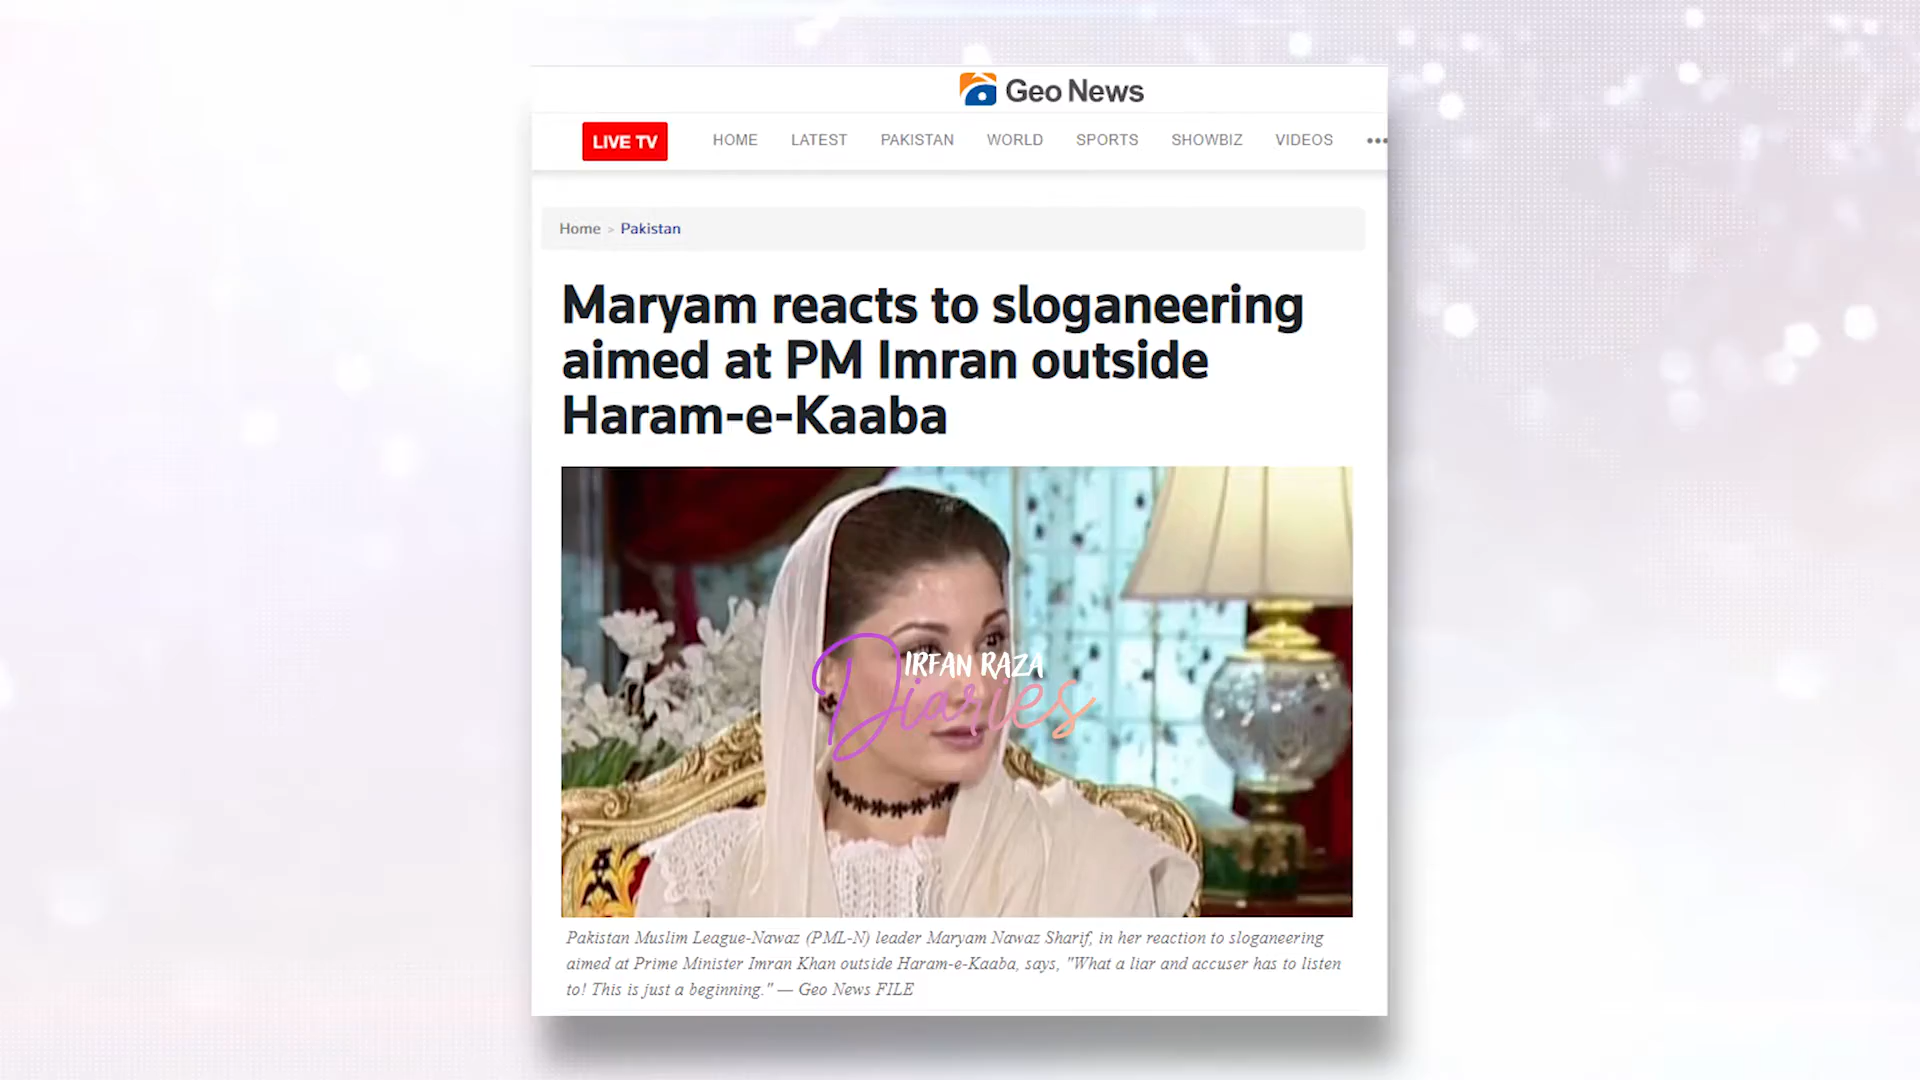 Geo News
LIVE TV HOME LATEST PAKISTAN WORLD SPORTS SHOWBIZ VIDEOS •••
Home > Pakistan
Maryam reacts to sloganeering
aimed at PM Imran outside
Haram-e-Kaaba
IRFAN RAZA
Diaries
Pakistan Muslim League-Nawaz (PML-N) leader Maryam Nawaz Sharif, in her reaction to sloganeering
aimed at Prime Minister Imran Khan outside Haram-e-Kaaba, says, "What a liar and accuser has to listen
to! This is just a beginning." — Geo News FILE